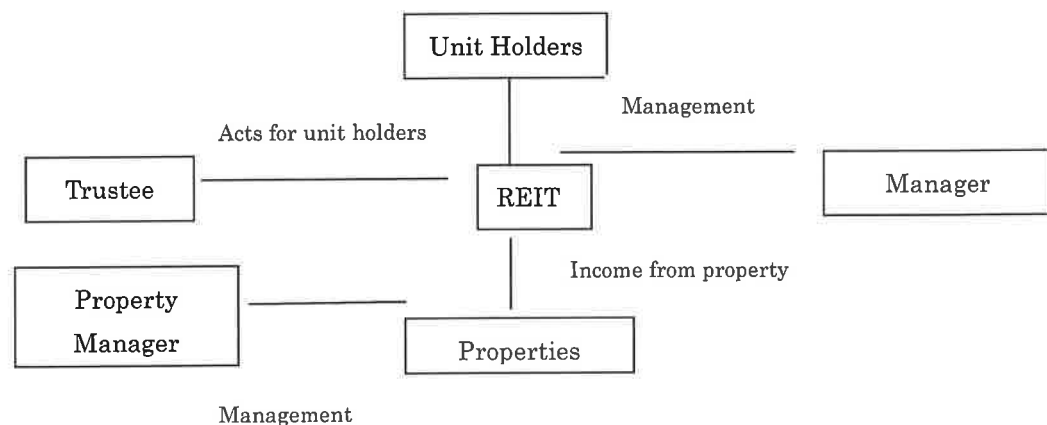 Unit Holders
Management
Acts for unit holders
Trustee
REIT
Manager
Income from property
Property
Manager
Properties
Management